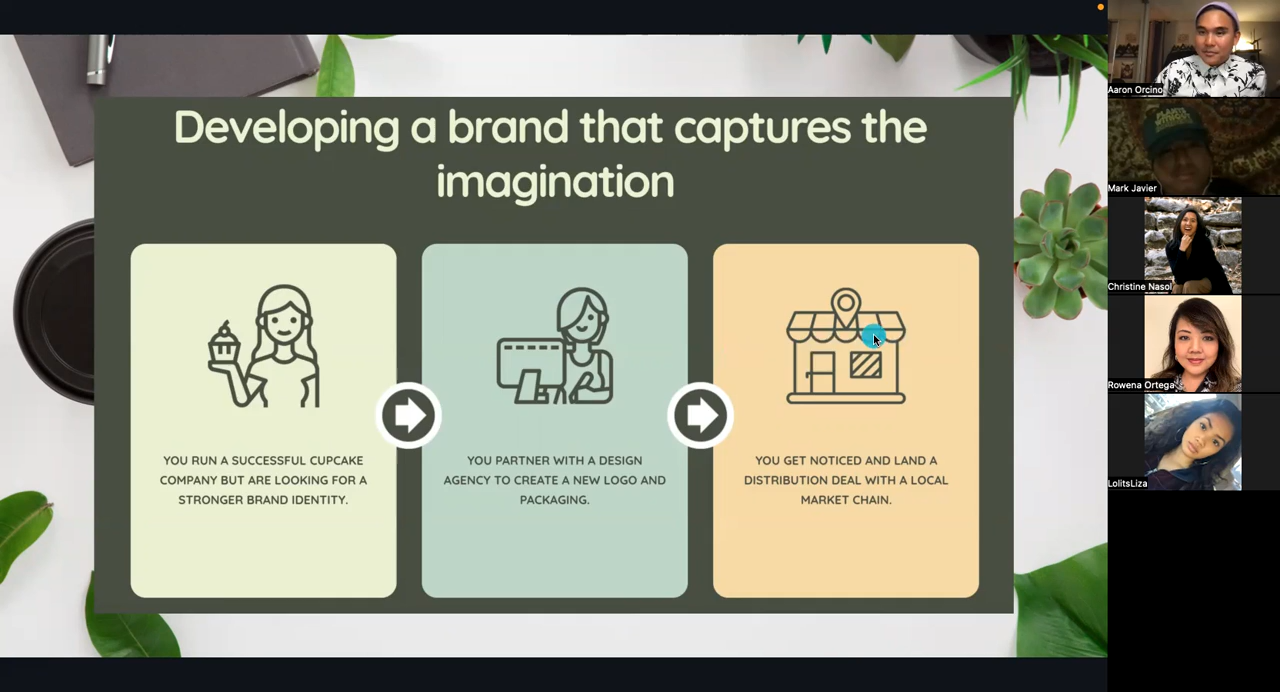 Developing a brand that captures the
imagination
YOU RUN A SUCCESSFUL CUPCAKE
COMPANY BUT ARE LOOKING FOR A
STRONGER BRAND IDENTITY.
YOU PARTNER WITH A DESIGN
AGENCY TO CREATE A NEW LOGO AND
PACKAGING.
YOU GET NOTICED AND LAND A
DISTRIBUTION DEAL WITH A LOCAL
MARKET CHAIN.
Aaron Orcino
PLANTS
WITHOUT
Mark Javier
Christine Nasol
Rowena Ortega
LolitsLiza